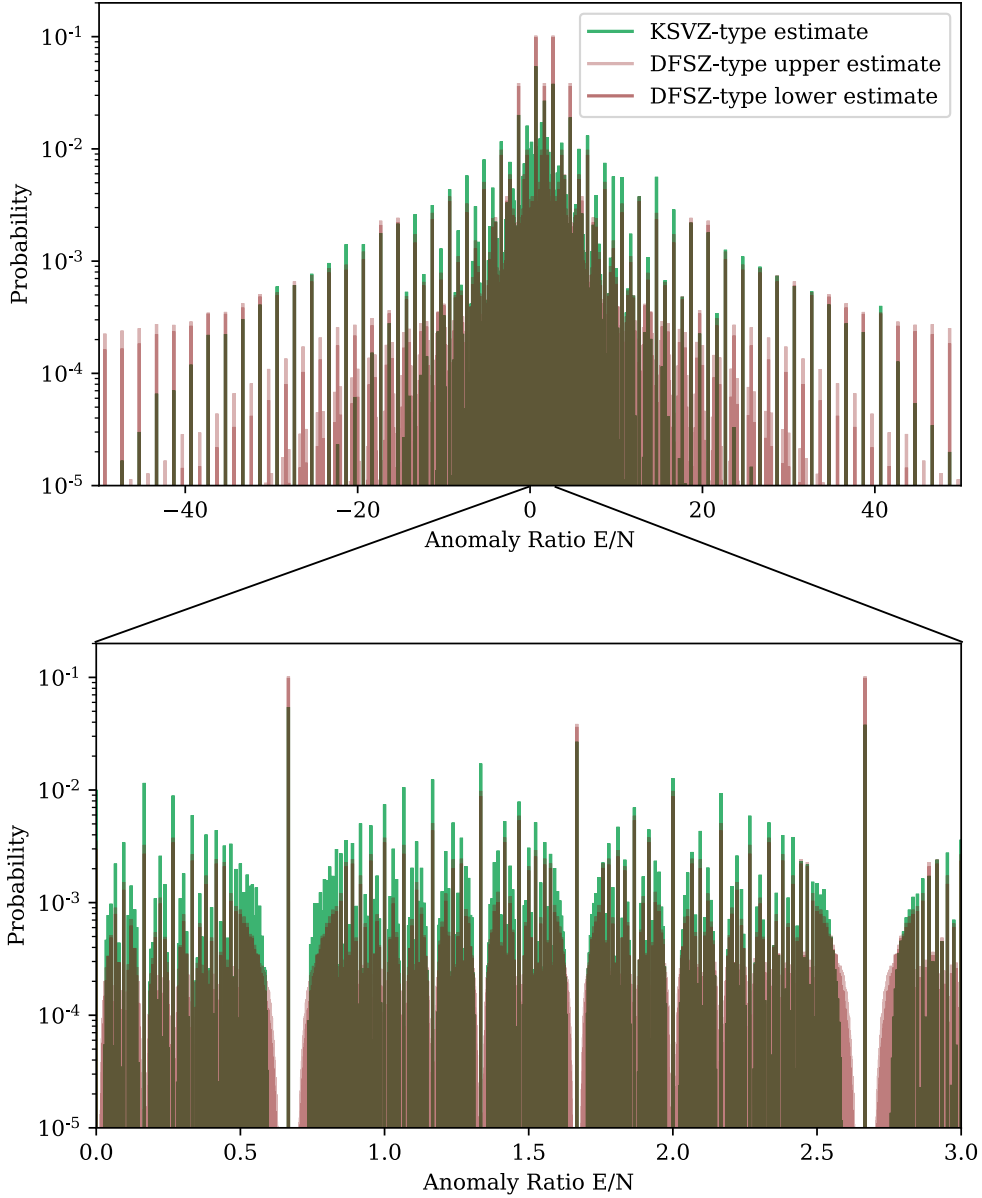 10^-1
10^-2
10^-3
10^-4
10^-5
Probability
KSVZ-type estimate
DFSZ-type upper estimate
DFSZ-type lower estimate
−40 −20 0 20 40
Anomaly Ratio E/N
10^-1
10^-2
10^-3
10^-4
10^-5
Probability
0.0 0.5 1.0 1.5 2.0 2.5 3.0
Anomaly Ratio E/N